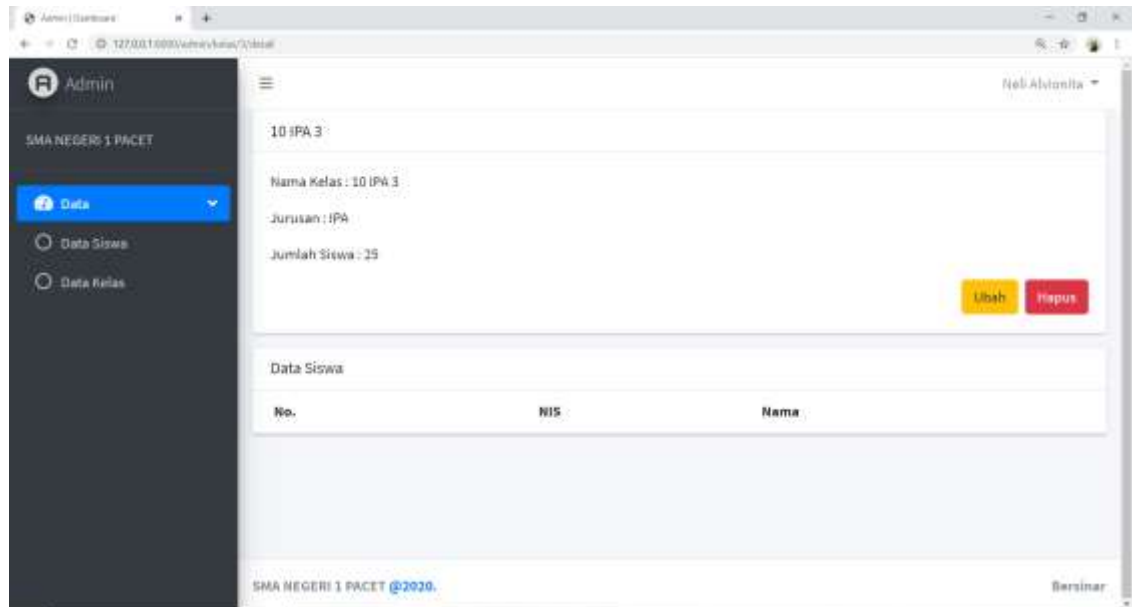 Admin | Dashboard
Admin
Neli Alvionita
SMA NEGERI 1 PACET
10 IPA 3
Data
Nama Kelas : 10 IPA 3
Jurusan : IPA
Data Siswa
Jumlah Siswa : 25
Data Kelas
Ubah Hapus
Data Siswa
No. NIS Nama
SMA NEGERI 1 PACET @2020.
Bersinar